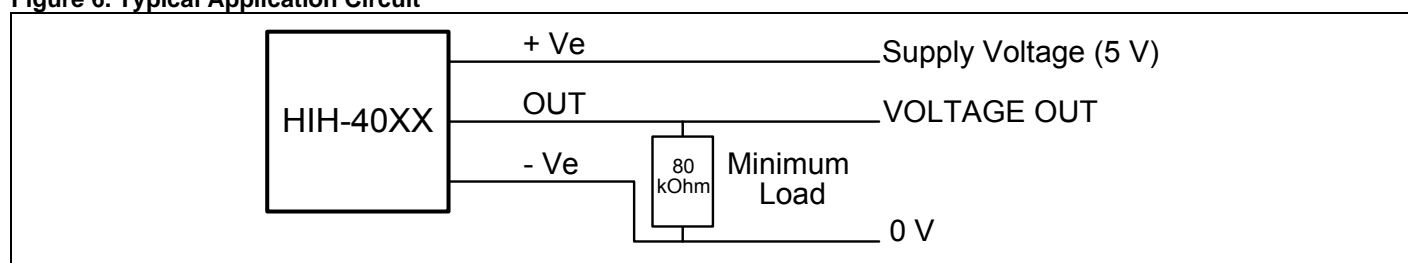 Figure 6. Typical Application Circuit
+ Ve
Supply Voltage (5 V)
HIH-40XX
OUT
VOLTAGE OUT
- Ve
80
kOhm
Minimum
Load
0 V